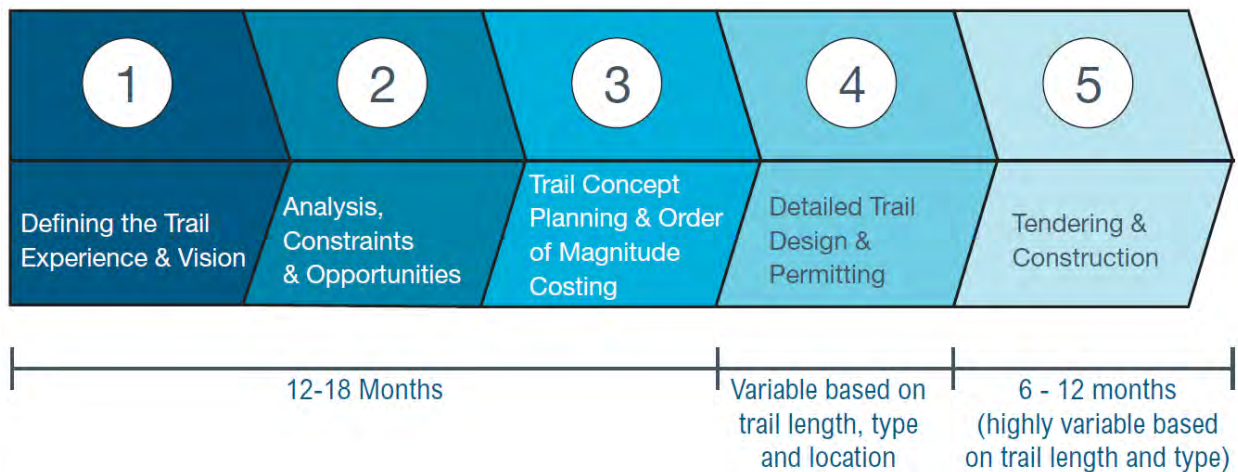 1
2
3
4
5
Defining the Trail
Experience & Vision
Analysis,
Constraints
& Opportunities
Trail Concept
Planning & Order
of Magnitude
Costing
Detailed Trail
Design &
Permitting
Tendering &
Construction
12-18 Months
Variable based on
trail length, type
and location
6 - 12 months
(highly variable based
on trail length and type)